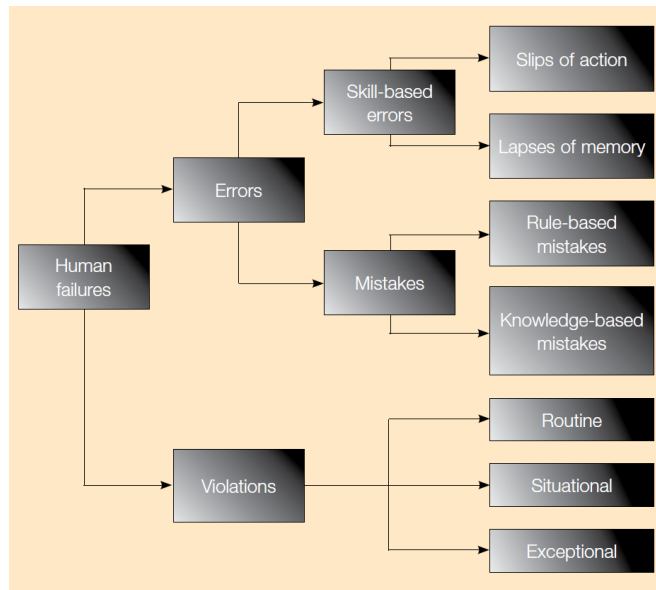 Slips of action
Skill-based
errors
Lapses of memory
Errors
Rule-based
mistakes
Human
failures
Mistakes
Knowledge-based
mistakes
Routine
Violations
Situational
Exceptional